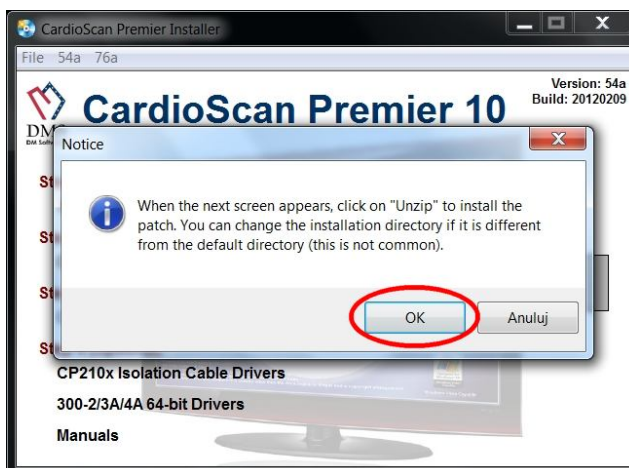 CardioScan Premier Installer
File 54a 76a
Version: 54a
Build: 20120209
CardioScan Premier 10
DM
Notice
When the next screen appears, click on "Unzip" to install the
patch. You can change the installation directory if it is different
from the default directory (this is not common).
OK
Anuluj
CP210x Isolation Cable Drivers
300-2/3A/4A 64-bit Drivers
Manuals